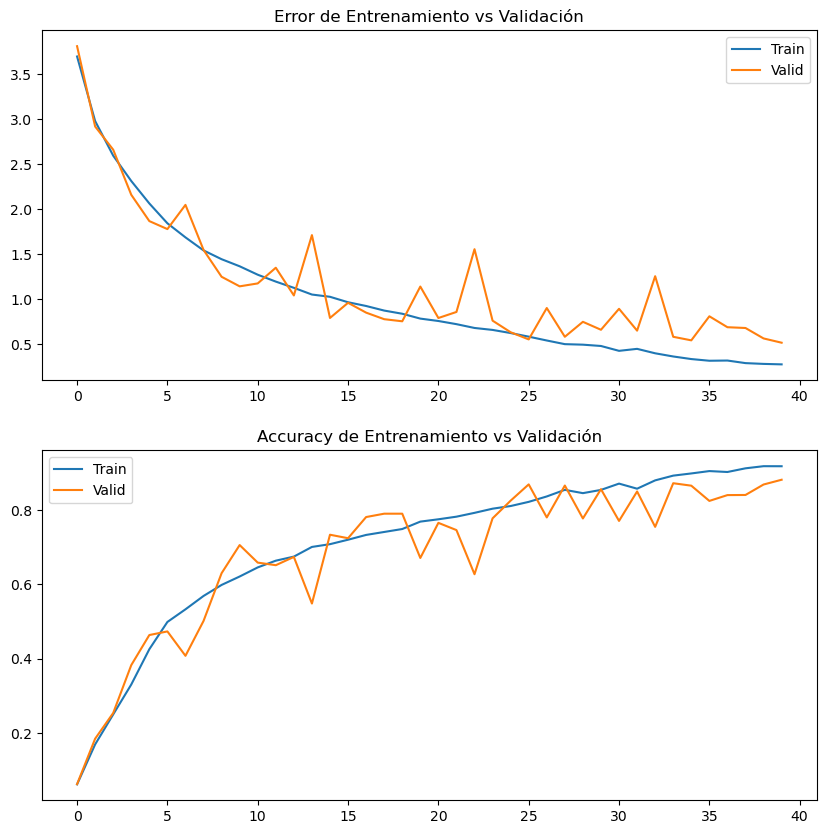 Error de Entrenamiento vs Validación
Train
Valid
3.5
3.0
2.5
2.0
1.5
1.0
0.5
0 5 10 15 20 25 30 35 40
Accuracy de Entrenamiento vs Validación
Train
Valid
0.8
0.6
0.4
0.2
0 5 10 15 20 25 30 35 40